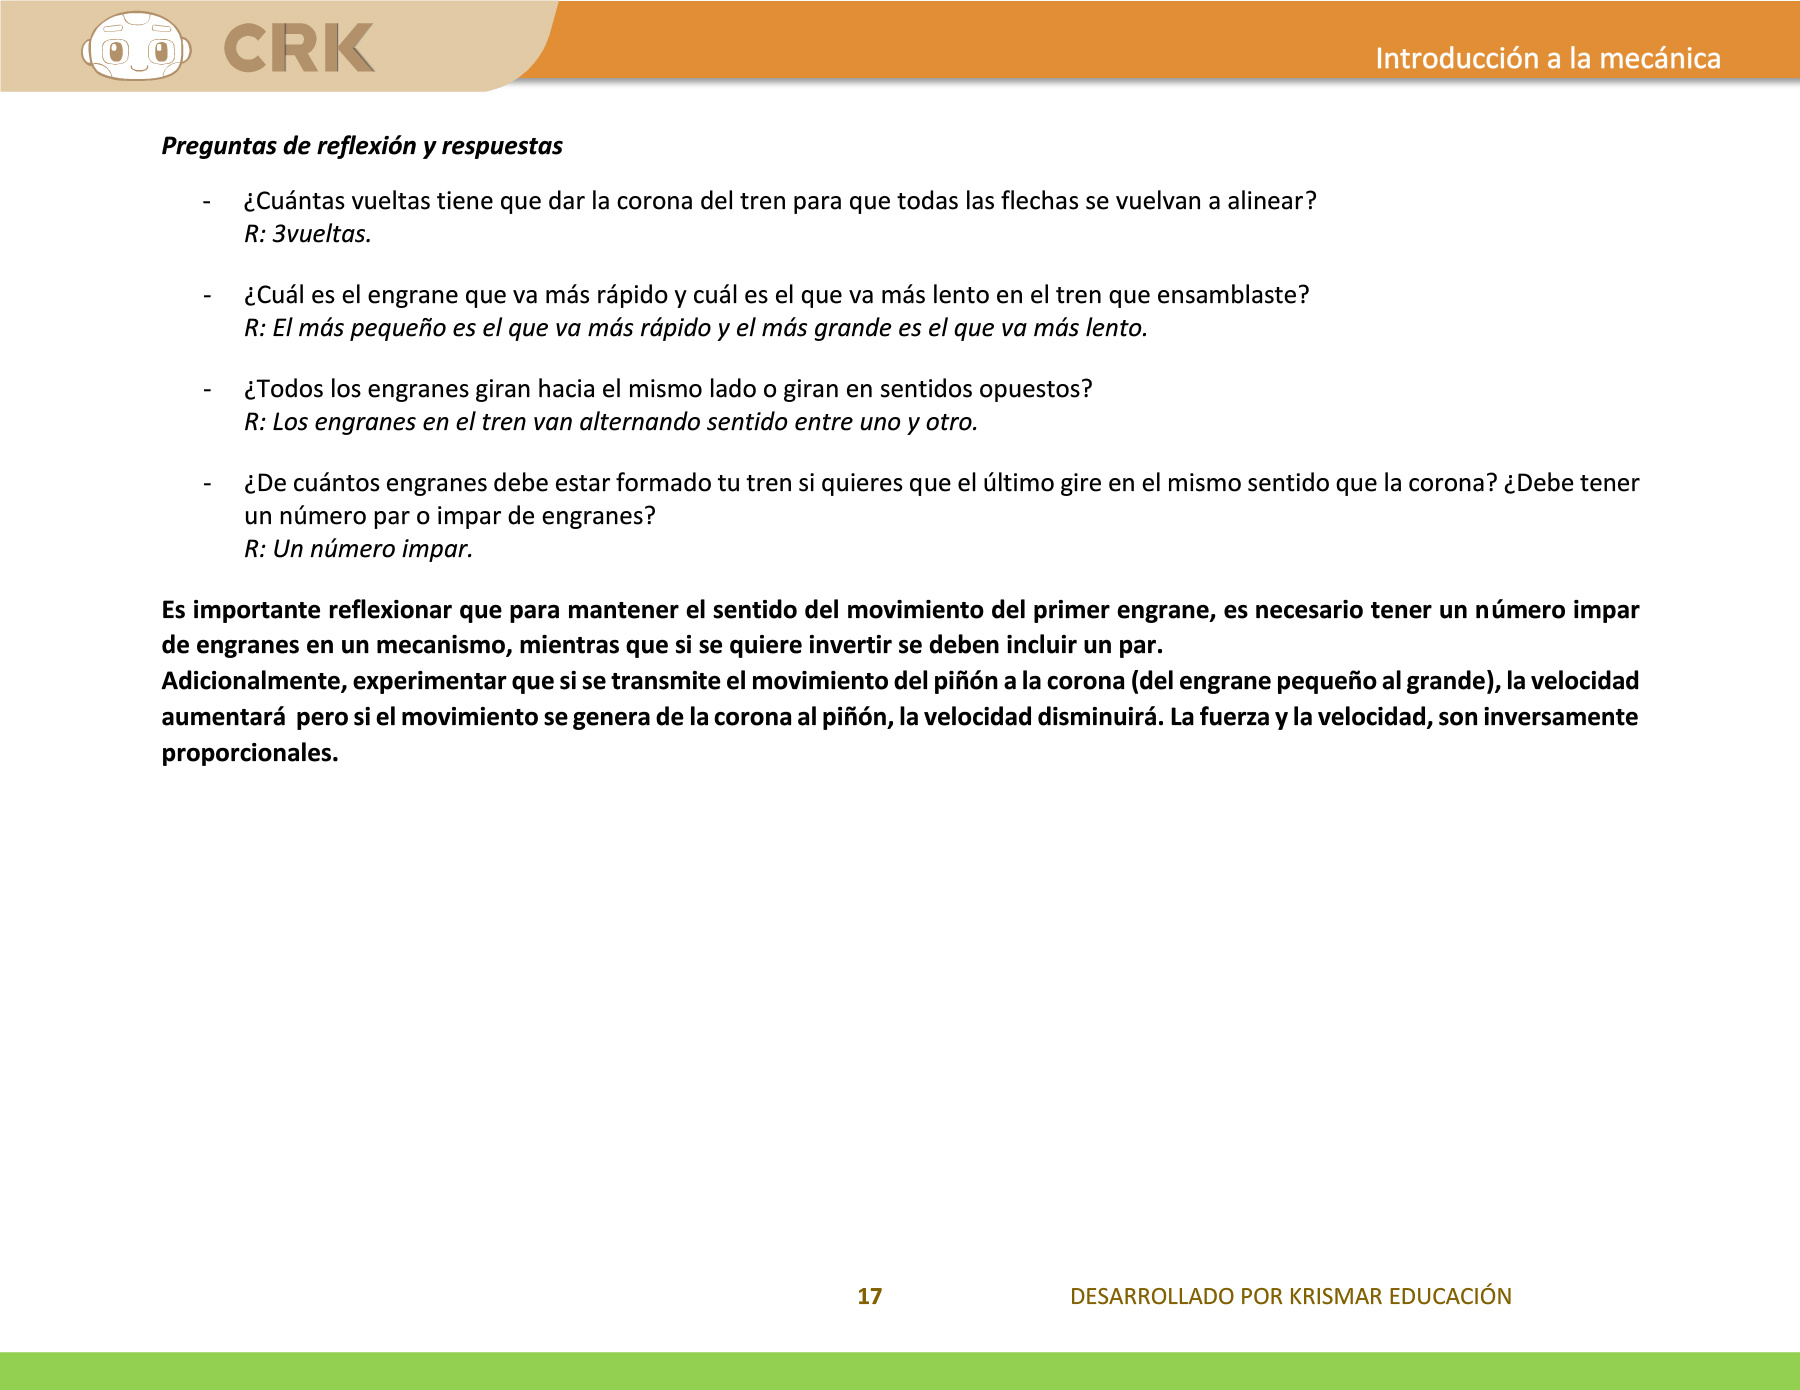 CRK
Introducción a la mecánica
Preguntas de reflexión y respuestas
- ¿Cuántas vueltas tiene que dar la corona del tren para que todas las flechas se vuelvan a alinear?
R: 3vueltas.
- ¿Cuál es el engrane que va más rápido y cuál es el que va más lento en el tren que ensamblaste?
R: El más pequeño es el que va más rápido y el más grande es el que va más lento.
- ¿Todos los engranes giran hacia el mismo lado o giran en sentidos opuestos?
R: Los engranes en el tren van alternando sentido entre uno y otro.
- ¿De cuántos engranes debe estar formado tu tren si quieres que el último gire en el mismo sentido que la corona? ¿Debe tener
un número par o impar de engranes?
R: Un número impar.
Es importante reflexionar que para mantener el sentido del movimiento del primer engrane, es necesario tener un número impar
de engranes en un mecanismo, mientras que si se quiere invertir se deben incluir un par.
Adicionalmente, experimentar que si se transmite el movimiento del piñón a la corona (del engrane pequeño al grande), la velocidad
aumentará  pero si el movimiento se genera de la corona al piñón, la velocidad disminuirá. La fuerza y la velocidad, son inversamente
proporcionales.
17 DESARROLLADO POR KRISMAR EDUCACIÓN